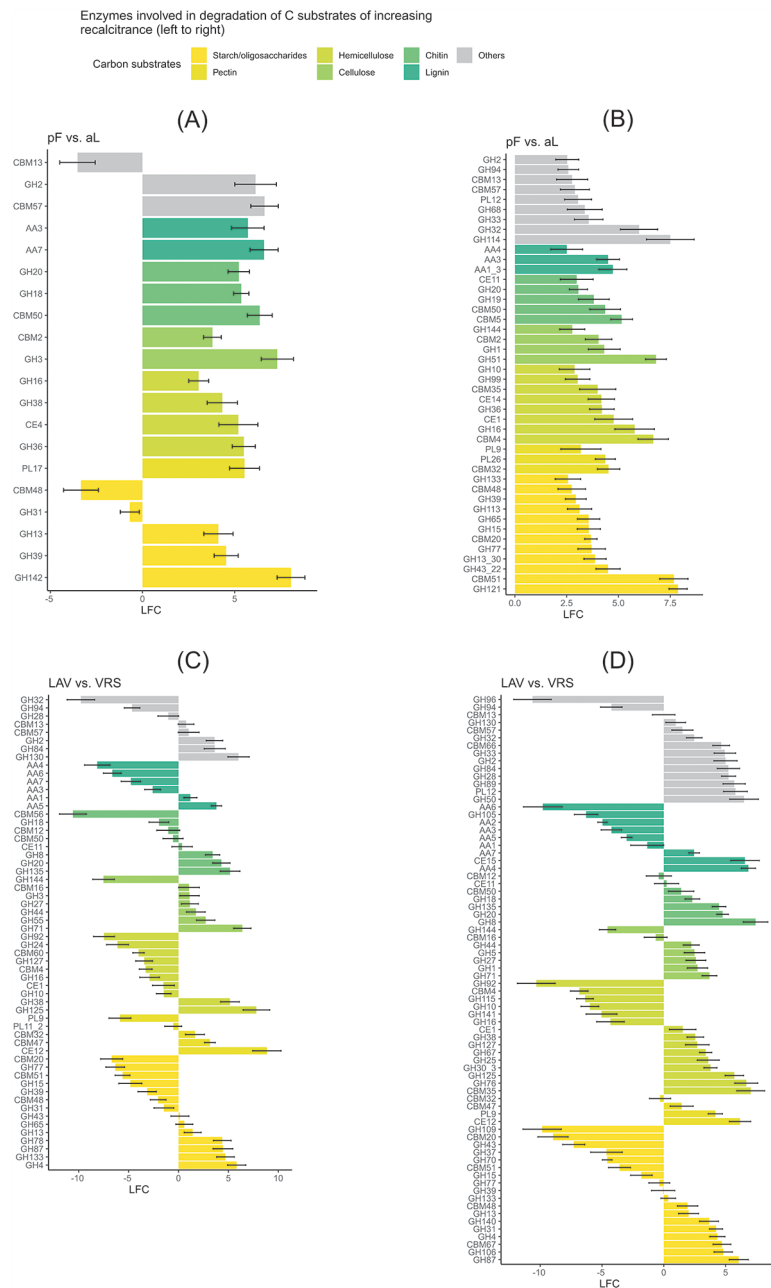 Enzymes involved in degradation of C substrates of increasing
recalcitrance (left to right)
Carbon substrates
Starch/oligosaccharides
Hemicellulose
Chitin
Others
Pectin
Cellulose
Lignin
(A)
pF vs. aL
CBM13
GH2
CBM57
AA3
AA7
GH20
GH18
CBM50
CBM2
GH3
GH16
GH38
CE4
GH36
PL17
CBM48
GH31
GH13
GH39
GH142
-5
0
5
LFC
(B)
pF vs. aL
GH2
GH94
CBM13
CBM57
PL12
GH68
GH33
GH32
GH114
AA4
AA3
AA1_3
CE11
GH20
GH19
CBM50
CBM5
GH144
CBM2
GH1
GH51
GH10
GH99
CBM35
CE14
GH36
CE1
GH16
CBM4
PL9
PL26
CBM32
GH133
CBM48
GH39
GH113
GH65
GH15
CBM20
GH77
GH13_30
GH43_22
CBM51
GH121
0.0
2.5
5.0
7.5
LFC
(C)
LAV vs. VRS
GH32
GH94
GH28
CBM13
CBM57
GH2
GH84
GH130
AA4
AA6
AA7
AA3
AA1
AA5
CBM56
GH18
CBM12
CBM50
CE11
GH8
GH20
GH135
GH144
CBM16
GH3
GH27
GH44
GH55
GH71
GH92
GH24
CBM60
GH127
CBM4
GH16
CE1
GH10
GH38
GH125
PL9
PL11_2
CBM32
CBM47
CE12
CBM20
GH77
CBM51
GH15
GH39
CBM48
GH31
GH43
GH65
GH13
GH78
GH87
GH133
GH4
-10
-5
0
5
10
LFC
(D)
LAV vs. VRS
GH96
GH94
CBM13
GH130
CBM57
GH32
CBM66
GH33
GH2
GH84
GH28
GH89
PL12
GH50
AA6
GH105
AA2
AA3
AA5
AA1
AA7
CE15
AA4
CBM12
CE11
CBM50
GH18
GH135
GH20
GH8
GH144
CBM16
GH44
GH5
GH27
GH1
GH71
GH92
CBM4
GH115
GH10
GH141
GH16
CE1
GH38
GH127
GH67
GH25
GH30_3
GH125
GH76
CBM35
CBM32
CBM47
PL9
CE12
GH109
CBM20
GH43
GH37
GH70
CBM51
GH15
GH77
GH39
GH133
CBM48
GH13
GH140
GH31
GH4
CBM67
GH106
GH87
-10
-5
0
5
LFC